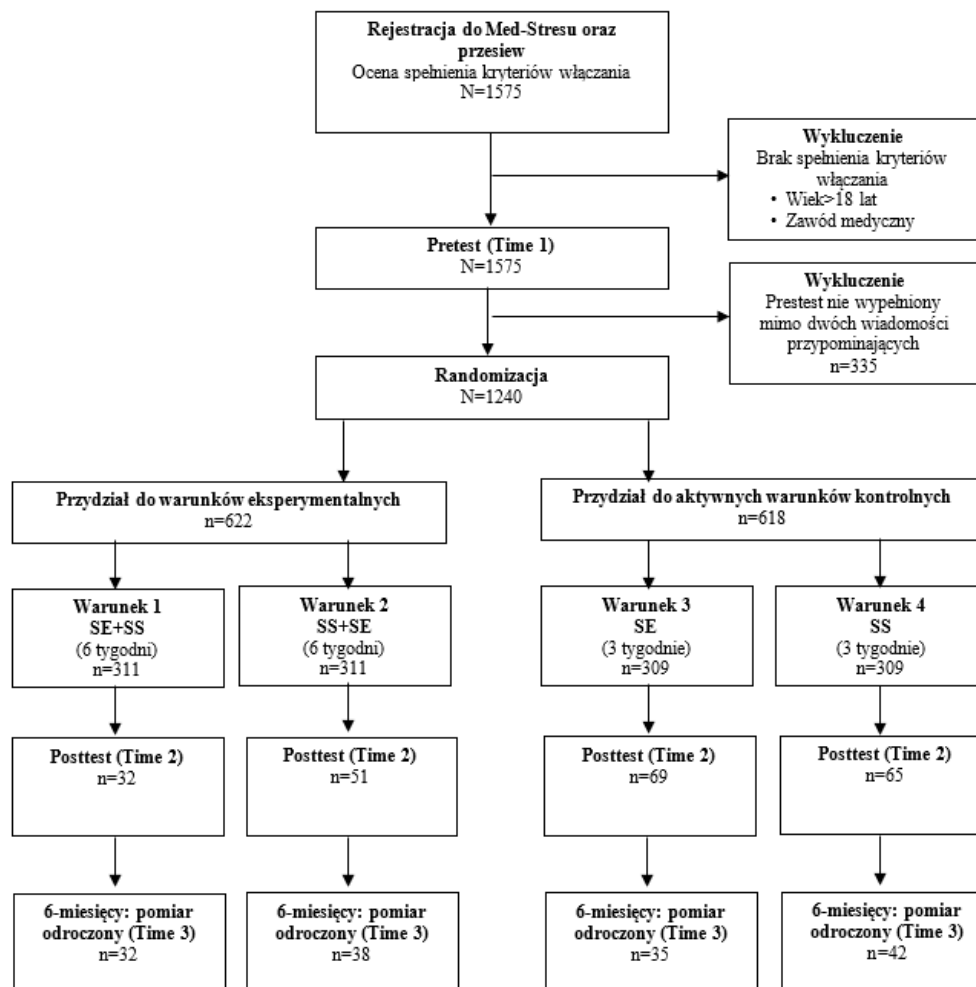 Rejestracja do Med-Stresu oraz
przesiew
Ocena spełnienia kryteriów włączania
N=1575
Wykluczenie
Brak spełnienia kryteriów
włączania
• Wiek>18 lat
• Zawód medyczny
Pretest (Time 1)
N=1575
Wykluczenie
Prestest nie wypełniony
mimo dwóch wiadomości
przypominających
n=335
Randomizacja
N=1240
Przydział do warunków eksperymentalnych
n=622
Przydział do aktywnych warunków kontrolnych
n=618
Warunek 1
SE+SS
(6 tygodni)
n=311
Warunek 2
SS+SE
(6 tygodni)
n=311
Warunek 3
SE
(3 tygodnie)
n=309
Warunek 4
SS
(3 tygodnie)
n=309
Posttest (Time 2)
n=32
Posttest (Time 2)
n=51
Posttest (Time 2)
n=69
Posttest (Time 2)
n=65
6-miesięcy: pomiar
odroczony (Time 3)
n=32
6-miesięcy: pomiar
odroczony (Time 3)
n=38
6-miesięcy: pomiar
odroczony (Time 3)
n=35
6-miesięcy: pomiar
odroczony (Time 3)
n=42